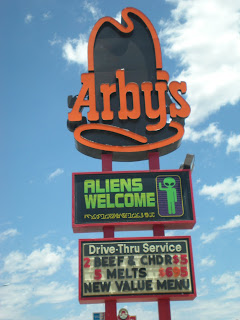 Arby's
ALIENS
WELCOME
Drive-Thru Service
2 BEEF & CHDR $5
5 MELTS
NEW VALUE MENU